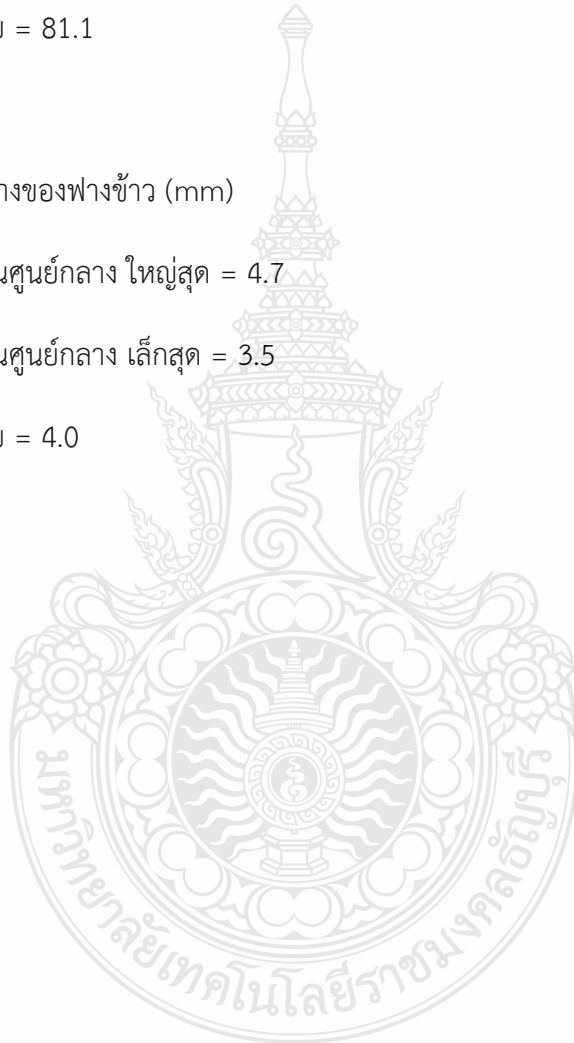 = 81.1
างของฟางข้าว (mm)
นศูนย์กลาง ใหญ่สุด = 4.7
นศูนย์กลาง เล็กสุด = 3.5
= 4.0
มหาวิทยาลัยเทคโนโลยีราชมงคลธัญบุรี